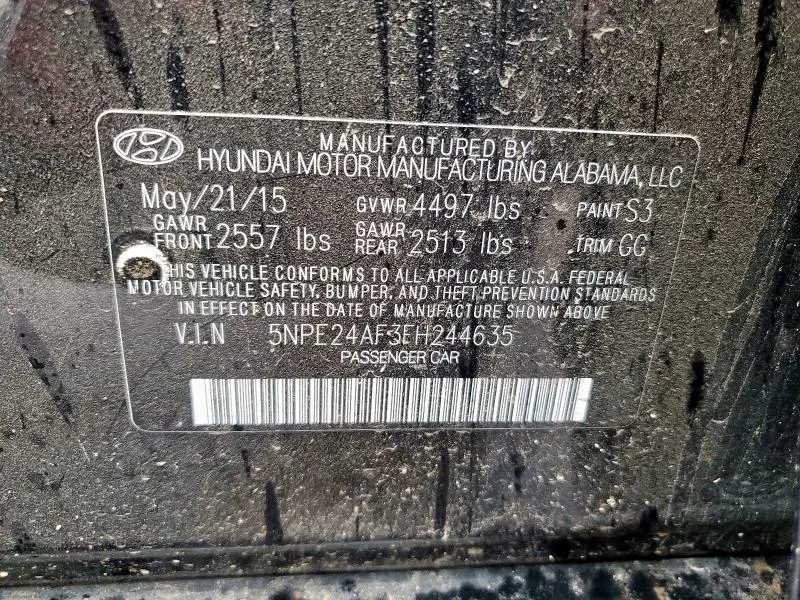 MANUFACTURED BY
HYUNDAI MOTOR MANUFACTURING ALABAMA, LLC
May/21/15 GVWR 4497 lbs PAINT S3
GAWR FRONT 2557 lbs GAWR REAR 2513 lbs TRIM GG
THIS VEHICLE CONFORMS TO ALL APPLICABLE U.S.A. FEDERAL
MOTOR VEHICLE SAFETY, BUMPER, AND THEFT PREVENTION STANDARDS
IN EFFECT ON THE DATE OF MANUFACTURE SHOWN ABOVE.
V.I.N 5NPE24AF3FH244635
PASSENGER CAR